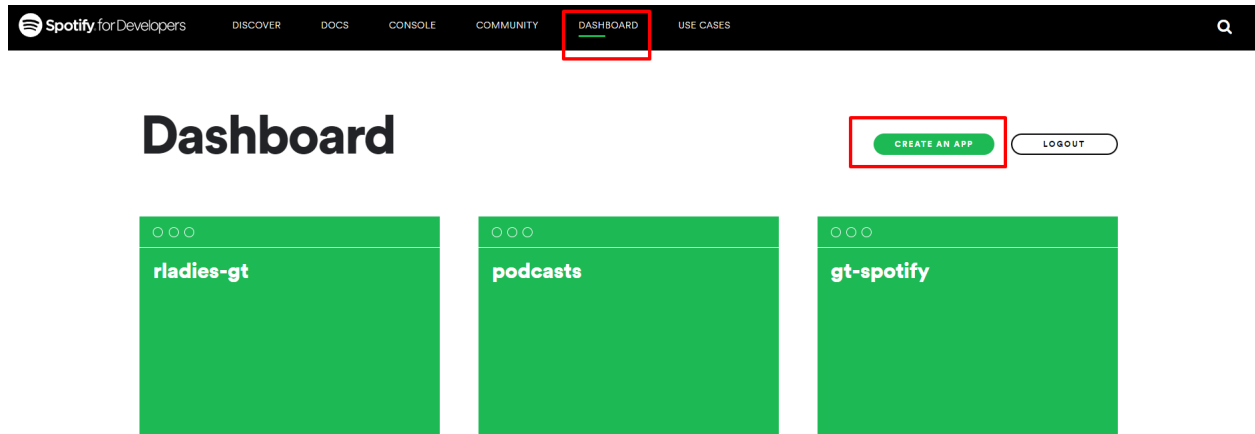 Spotify for Developers DISCOVER DOCS CONSOLE COMMUNITY DASHBOARD USE CASES
Dashboard
CREATE AN APP LOGOUT
rladies-gt podcasts gt-spotify